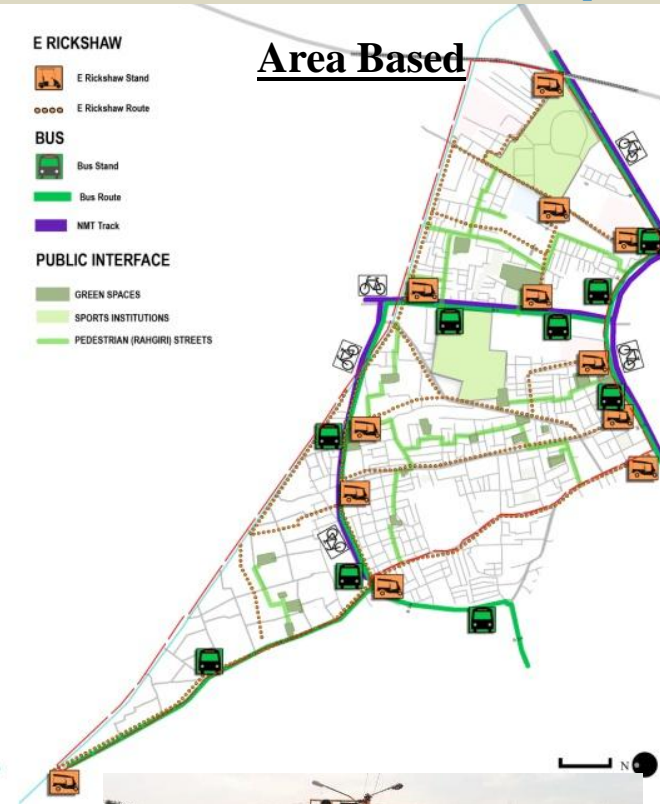 Area Based
E RICKSHAW
E Rickshaw Stand
E Rickshaw Route
BUS
Bus Stand
Bus Route
NMT Track
PUBLIC INTERFACE
GREEN SPACES
SPORTS INSTITUTIONS
PEDESTRIAN (RAHGIRI) STREETS
N